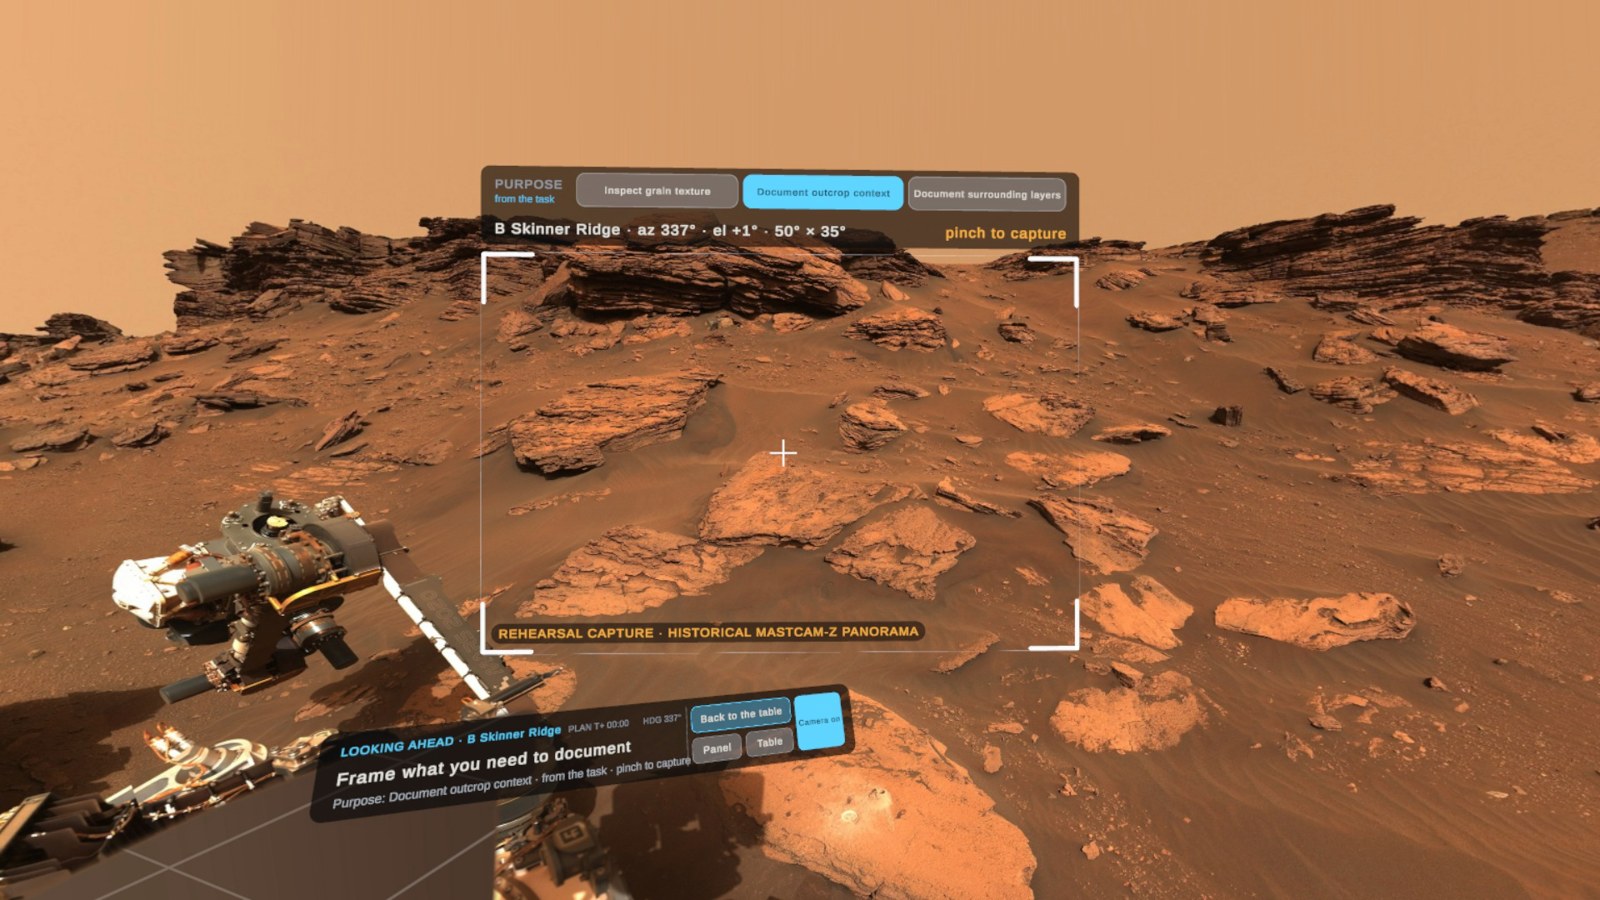 PURPOSE
from the task
Inspect grain texture
Document outcrop context
Document surrounding layers
B Skinner Ridge · az 337° · el +1° · 50° × 35°
pinch to capture
REHEARSAL CAPTURE · HISTORICAL MASTCAM-Z PANORAMA
LOOKING AHEAD · B Skinner Ridge PLAN T+ 00:00 HDG 337°
Frame what you need to document
Purpose: Document outcrop context · from the task · pinch to capture
Back to the table
Panel
Table
Camera on